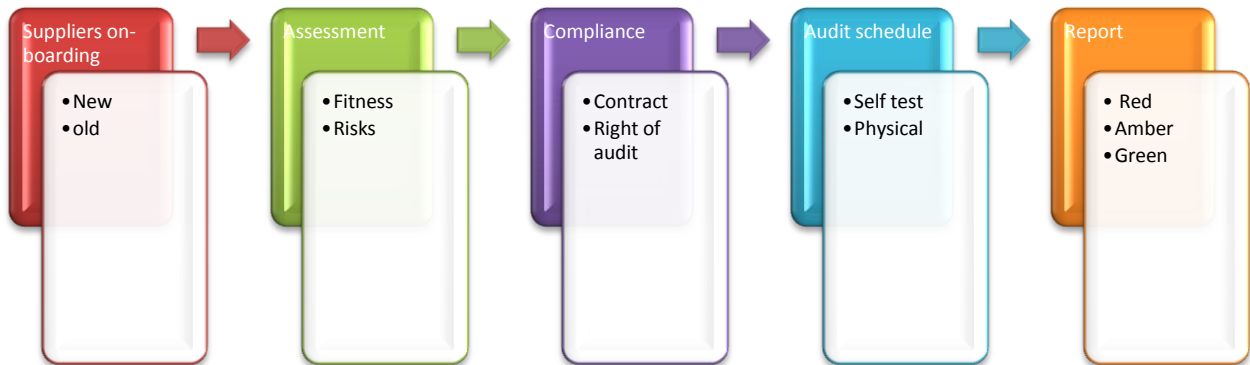 Suppliers on-
boarding
• New
• old
Assessment
• Fitness
• Risks
Compliance
• Contract
• Right of
audit
Audit schedule
• Self test
• Physical
Report
• Red
• Amber
• Green